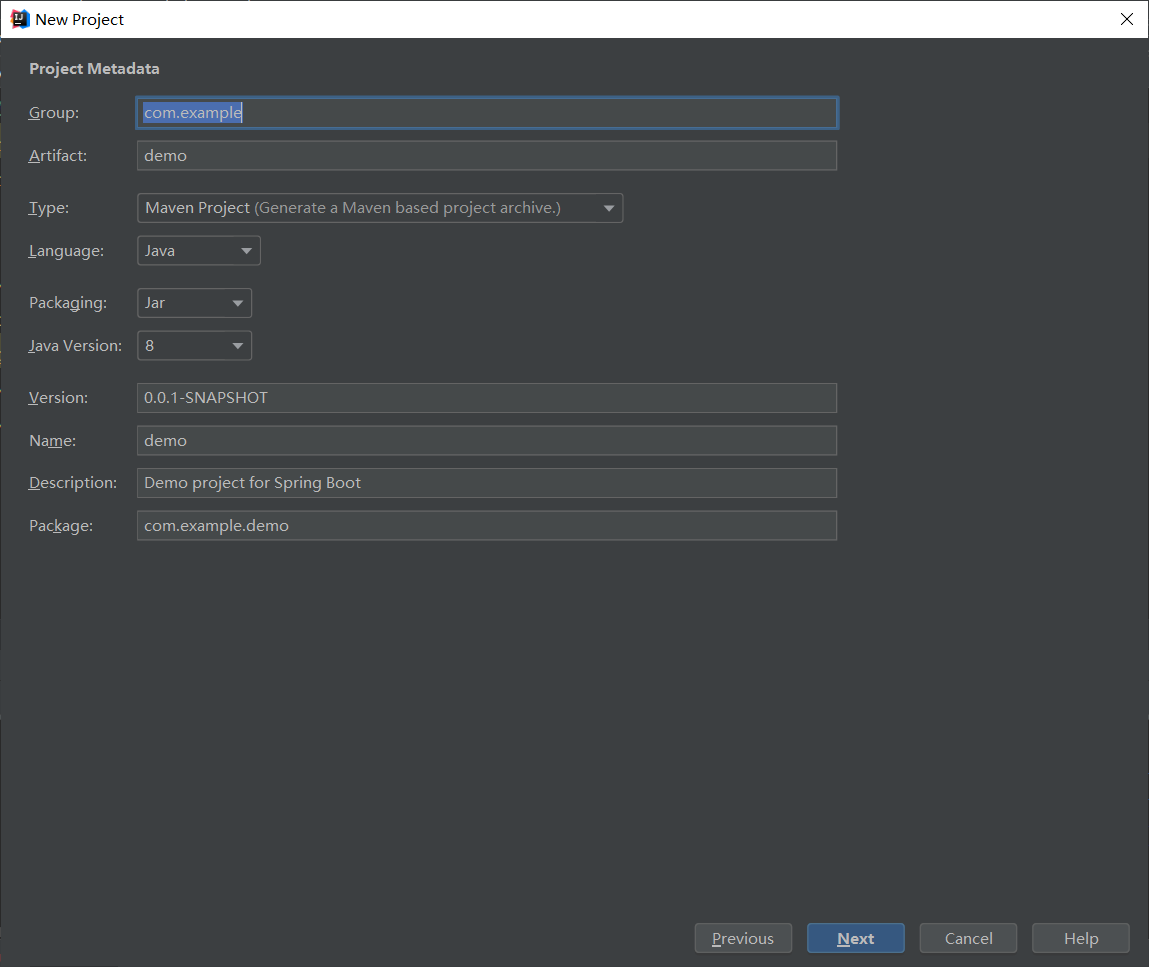 New Project
Project Metadata
Group: com.example
Artifact: demo
Type: Maven Project (Generate a Maven based project archive.)
Language: Java
Packaging: Jar
Java Version: 8
Version: 0.0.1-SNAPSHOT
Name: demo
Description: Demo project for Spring Boot
Package: com.example.demo
Previous Next Cancel Help